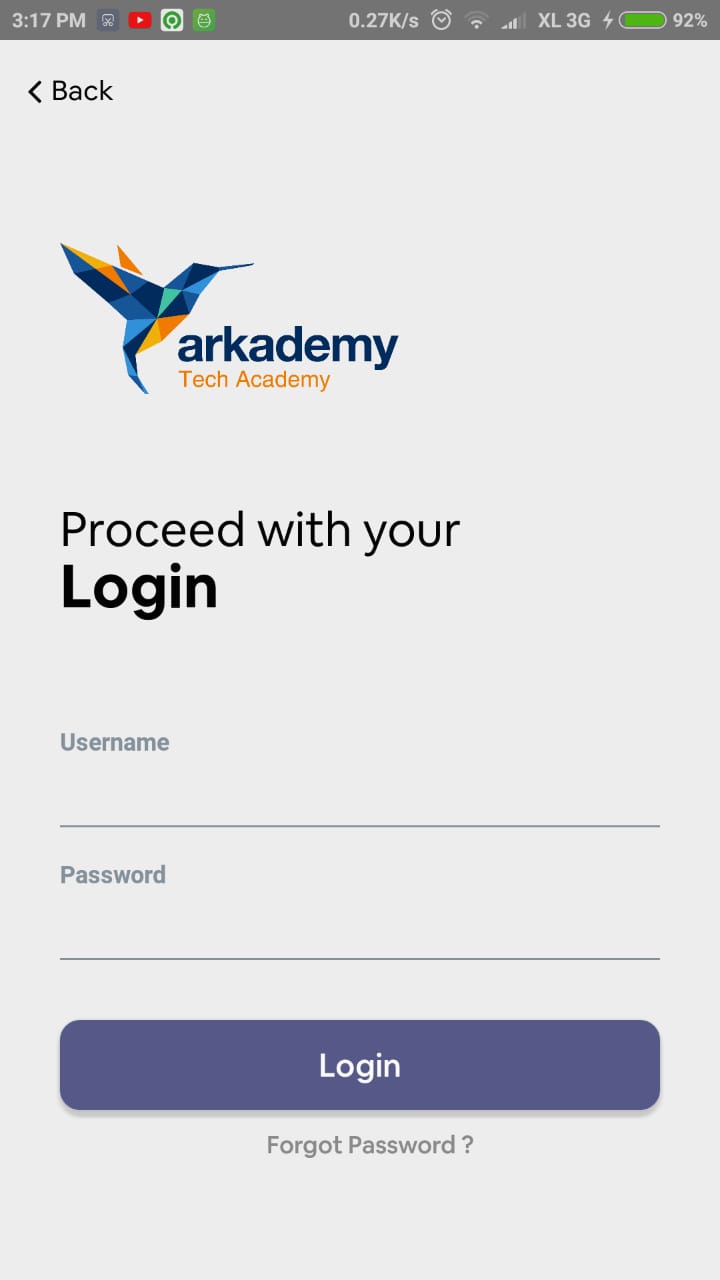 3:17 PM 0.27K/s XL 3G 92%
Back
arkademy
Tech Academy
Proceed with your
Login
Username
Password
Login
Forgot Password ?